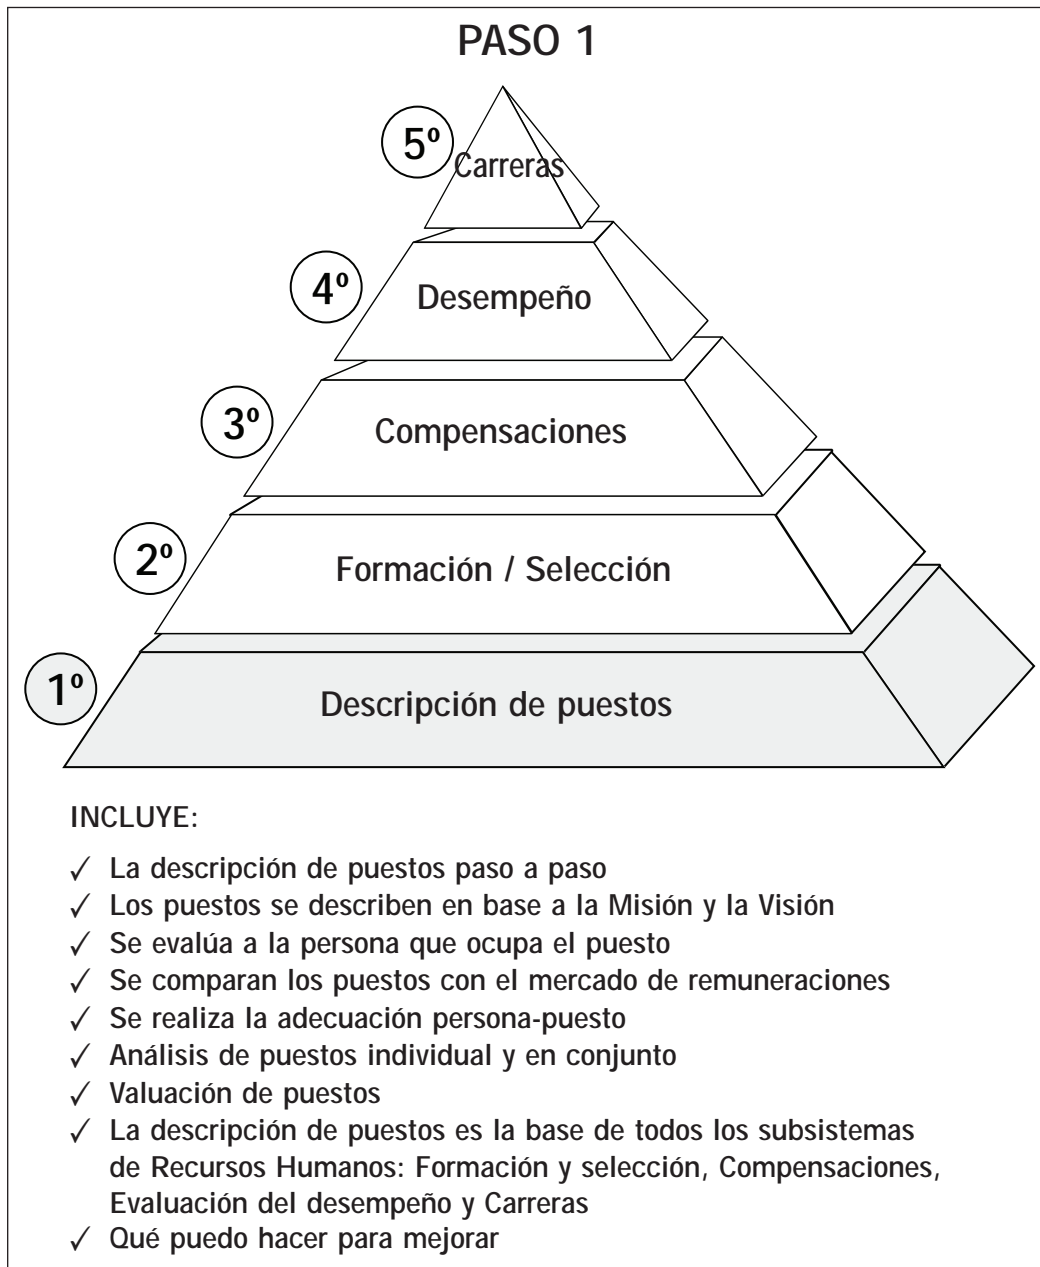 PASO 1
5º
Carreras
4º
Desempeño
3º
Compensaciones
2º
Formación / Selección
1º
Descripción de puestos
INCLUYE:
✓ La descripción de puestos paso a paso
✓ Los puestos se describen en base a la Misión y la Visión
✓ Se evalúa a la persona que ocupa el puesto
✓ Se comparan los puestos con el mercado de remuneraciones
✓ Se realiza la adecuación persona-puesto
✓ Análisis de puestos individual y en conjunto
✓ Valuación de puestos
✓ La descripción de puestos es la base de todos los subsistemas
de Recursos Humanos: Formación y selección, Compensaciones,
Evaluación del desempeño y Carreras
✓ Qué puedo hacer para mejorar